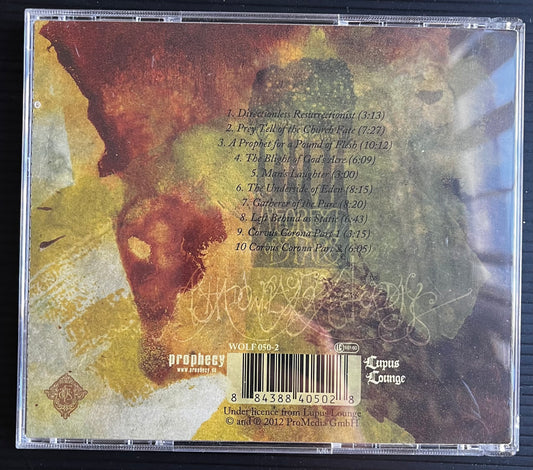 1. Directionless Resurrectionist (3:13)
2. Prey Tell of the Church Fate (7:27)
3. A Prophet for a Pound of Flesh (10:12)
4. The Blight of God's Acre (6:09)
5. Man's Laughter (3:00)
6. The Underside of Eden (8:15)
7. Gatherer of the Pure (8:20)
8. Left Behind as Static (6:43)
9. Corvus Corona Part 1 (3:15)
10 Corvus Corona Part 2 (6:05)
WOLF 050-2
prophecy
www.prophecy.de
LC
Lupus
Lounge
8 84388 40502 8
Under licence from Lupus Lounge
© and ℗ 2012 ProMedia GmbH